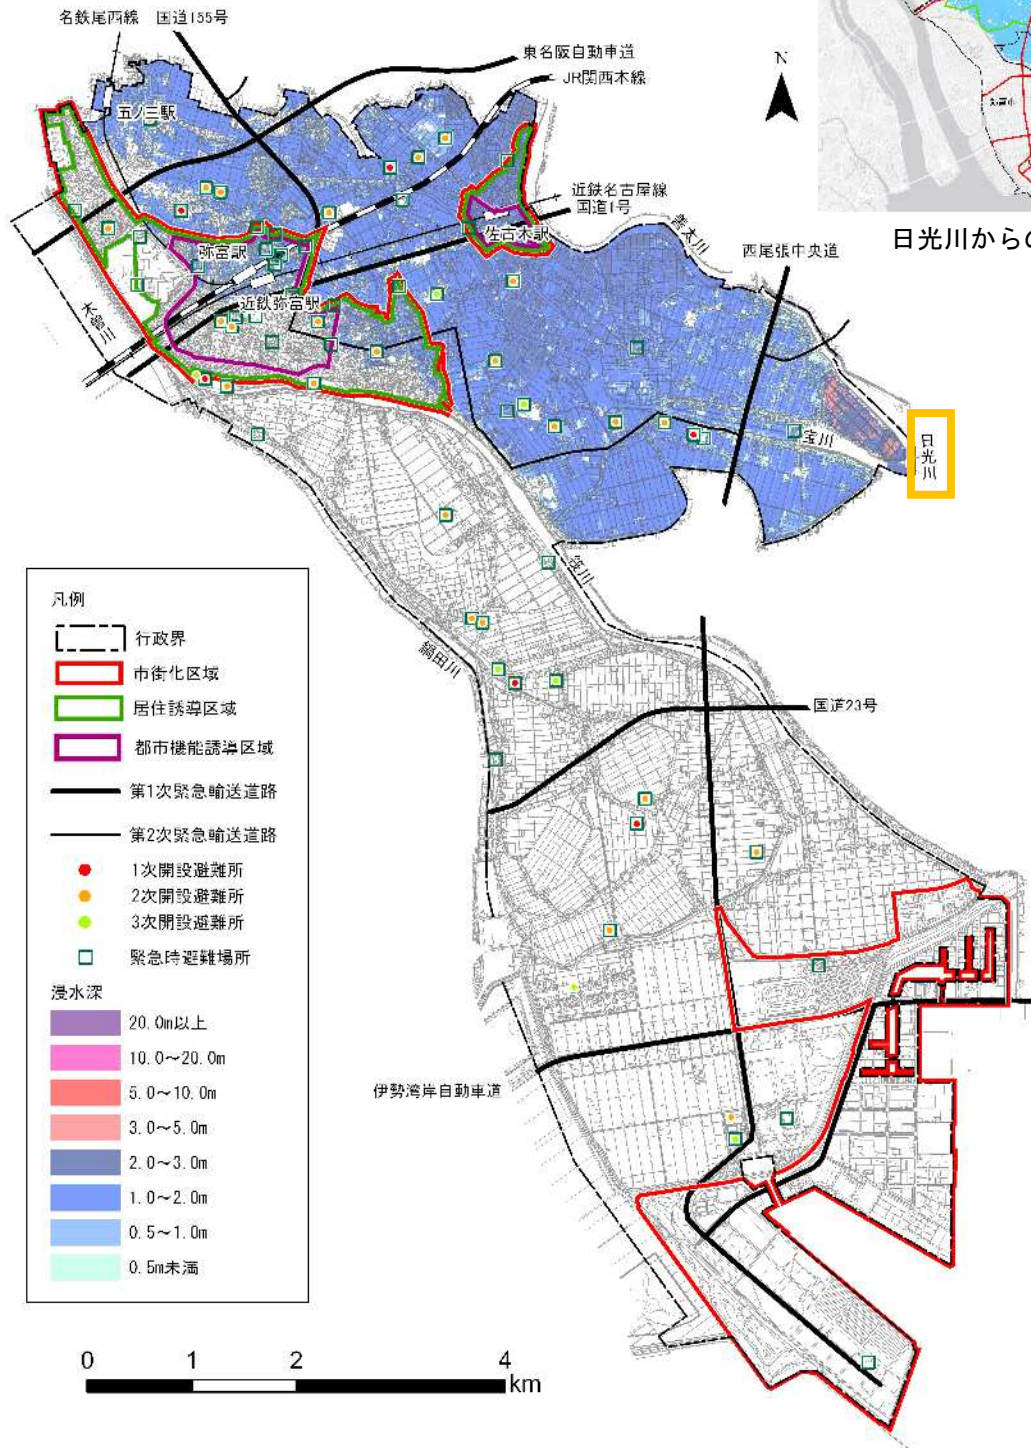 名鉄尾西線
国道155号
東名阪自動車道
JR関西本線
五ノ三駅
N
近鉄名古屋線
国道1号
善太川
佐古木駅
弥富駅
西尾張中央道
日光川からの
近鉄弥富駅
木曽川
宝川
日光川
筏川
鍋田川
国道23号
伊勢湾岸自動車道
凡例
行政界
市街化区域
居住誘導区域
都市機能誘導区域
第1次緊急輸送道路
第2次緊急輸送道路
1次開設避難所
2次開設避難所
3次開設避難所
緊急時避難場所
浸水深
20.0m以上
10.0～20.0m
5.0～10.0m
3.0～5.0m
2.0～3.0m
1.0～2.0m
0.5～1.0m
0.5m未満
0 1 2 4
km